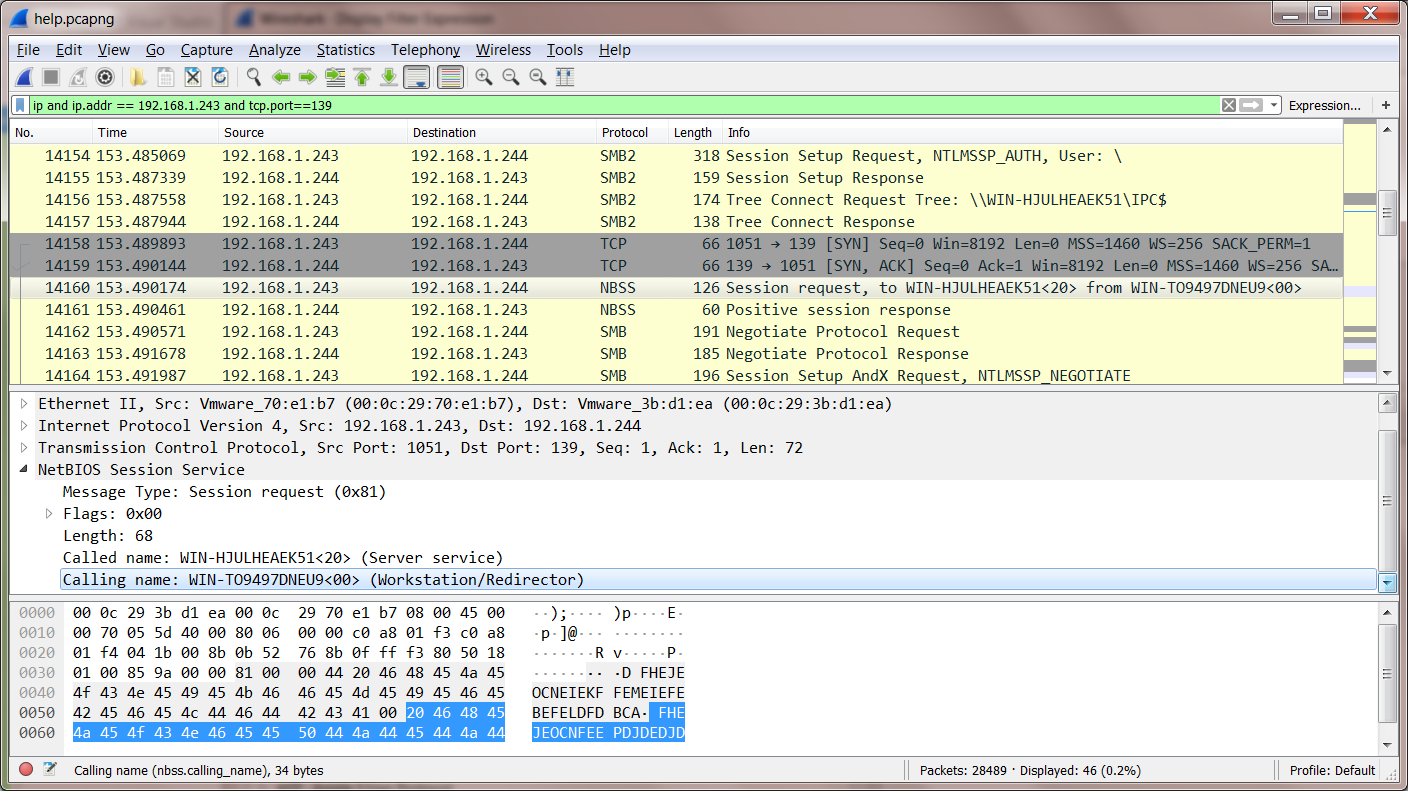 help.pcapng
Wireshark · Display Filter Expression
File Edit View Go Capture Analyze Statistics Telephony Wireless Tools Help
ip and ip.addr == 192.168.1.243 and tcp.port==139 Expression... +
No. Time Source Destination Protocol Length Info
14154 153.485069 192.168.1.243 192.168.1.244 SMB2 318 Session Setup Request, NTLMSSP_AUTH, User: \
14155 153.487339 192.168.1.244 192.168.1.243 SMB2 159 Session Setup Response
14156 153.487558 192.168.1.243 192.168.1.244 SMB2 174 Tree Connect Request Tree: \\WIN-HJULHEAEK51\IPC$
14157 153.487944 192.168.1.244 192.168.1.243 SMB2 138 Tree Connect Response
14158 153.489893 192.168.1.243 192.168.1.244 TCP 66 1051 → 139 [SYN] Seq=0 Win=8192 Len=0 MSS=1460 WS=256 SACK_PERM=1
14159 153.490144 192.168.1.244 192.168.1.243 TCP 66 139 → 1051 [SYN, ACK] Seq=0 Ack=1 Win=8192 Len=0 MSS=1460 WS=256 SA…
14160 153.490174 192.168.1.243 192.168.1.244 NBSS 126 Session request, to WIN-HJULHEAEK51<20> from WIN-TO9497DNEU9<00>
14161 153.490461 192.168.1.244 192.168.1.243 NBSS 60 Positive session response
14162 153.490571 192.168.1.243 192.168.1.244 SMB 191 Negotiate Protocol Request
14163 153.491678 192.168.1.244 192.168.1.243 SMB 185 Negotiate Protocol Response
14164 153.491987 192.168.1.243 192.168.1.244 SMB 196 Session Setup AndX Request, NTLMSSP_NEGOTIATE
Ethernet II, Src: Vmware_70:e1:b7 (00:0c:29:70:e1:b7), Dst: Vmware_3b:d1:ea (00:0c:29:3b:d1:ea)
Internet Protocol Version 4, Src: 192.168.1.243, Dst: 192.168.1.244
Transmission Control Protocol, Src Port: 1051, Dst Port: 139, Seq: 1, Ack: 1, Len: 72
NetBIOS Session Service
Message Type: Session request (0x81)
Flags: 0x00
Length: 68
Called name: WIN-HJULHEAEK51<20> (Server service)
Calling name: WIN-TO9497DNEU9<00> (Workstation/Redirector)
0000 00 0c 29 3b d1 ea 00 0c 29 70 e1 b7 08 00 45 00 ··);···· )p····E·
0010 00 70 05 5d 40 00 80 06 00 00 c0 a8 01 f3 c0 a8 ·p·]@··· ········
0020 01 f4 04 1b 00 8b 0b 52 76 8b 0f ff f3 80 50 18 ·······R v·····P·
0030 01 00 85 9a 00 00 81 00 00 44 20 46 48 45 4a 45 ········ ·D FHEJE
0040 4f 43 4e 45 49 45 4b 46 46 45 4d 45 49 45 46 45 OCNEIEKF FEMEIEFE
0050 42 45 46 45 4c 44 46 44 42 43 41 00 20 46 48 45 BEFELDFD BCA· FHE
0060 4a 45 4f 43 4e 46 45 45 50 44 4a 44 45 44 4a 44 JEOCNFEE PDJDEDJD
Calling name (nbss.calling_name), 34 bytes Packets: 28489 · Displayed: 46 (0.2%) Profile: Default